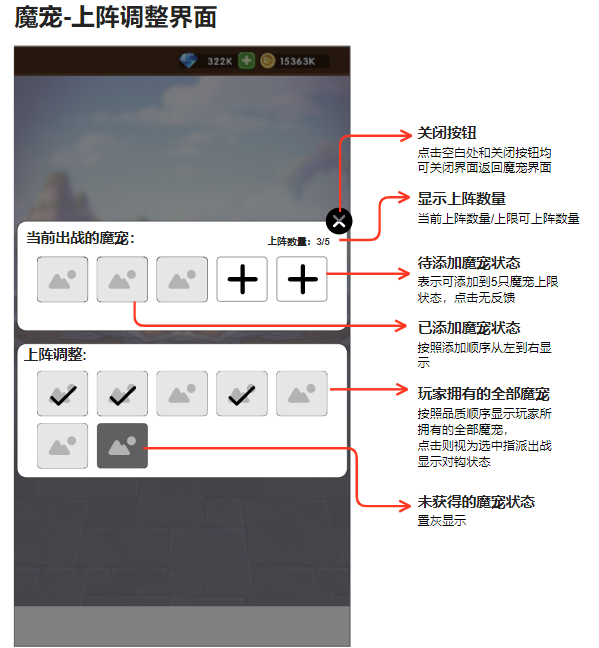 魔宠-上阵调整界面
322K
15363K
关闭按钮
点击空白处和关闭按钮均
可关闭界面返回魔宠界面
显示上阵数量
当前上阵数量/上限可上阵数量
当前出战的魔宠:
上阵数量: 3/5
待添加魔宠状态
表示可添加到5只魔宠上限
状态，点击无反馈
已添加魔宠状态
按照添加顺序从左到右显
示
上阵调整:
玩家拥有的全部魔宠
按照品质顺序显示玩家所
拥有的全部魔宠，
点击则视为选中指派出战
显示对钩状态
未获得的魔宠状态
置灰显示